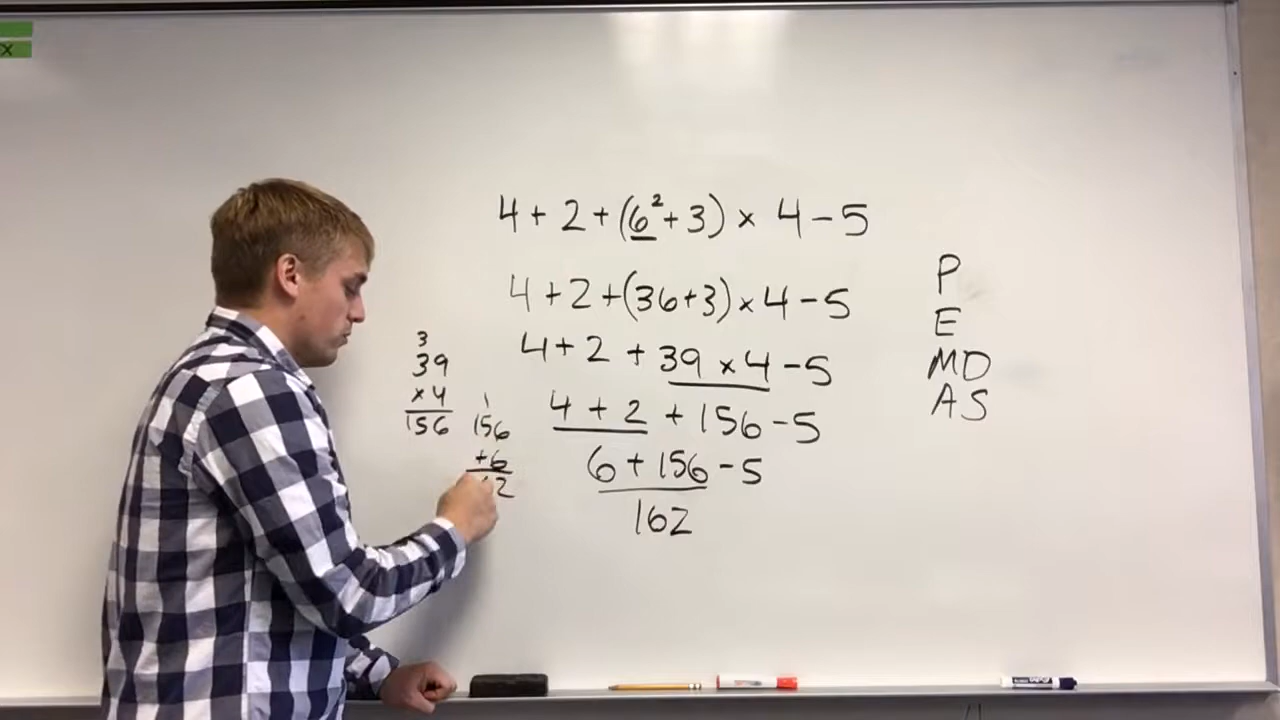 X
4 + 2 + (6² + 3) × 4 − 5
4 + 2 + (36 + 3) × 4 − 5
4 + 2 + 39 × 4 − 5
4 + 2 + 156 − 5
6 + 156 − 5
162
3
39
× 4
156
1
156
+6
2
P
E
MD
AS